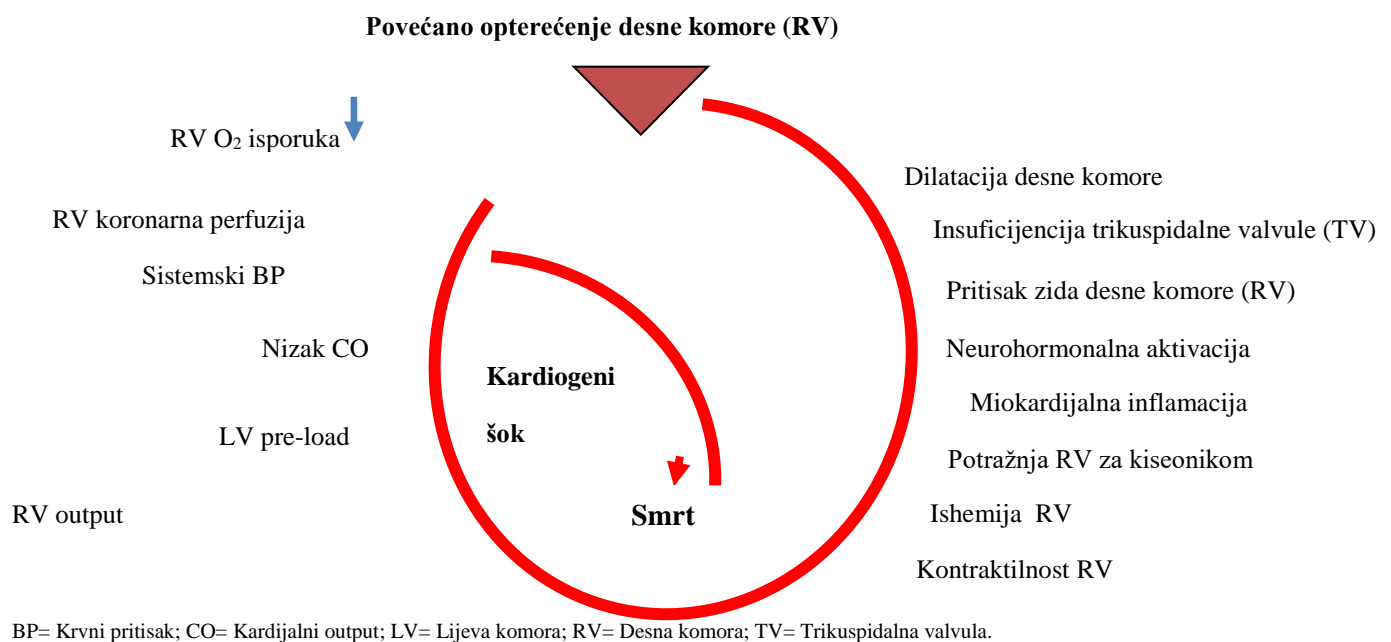 Povećano opterećenje desne komore (RV)
RV O₂ isporuka
Dilatacija desne komore
RV koronarna perfuzija
Insuficijencija trikuspidalne valvule (TV)
Sistemski BP
Pritisak zida desne komore (RV)
Nizak CO
Neurohormonalna aktivacija
Kardiogeni
šok
Miokardijalna inflamacija
LV pre-load
Potražnja RV za kiseonikom
RV output
Smrt
Ishemija RV
Kontraktilnost RV
BP= Krvni pritisak; CO= Kardijalni output; LV= Lijeva komora; RV= Desna komora; TV= Trikuspidalna valvula.